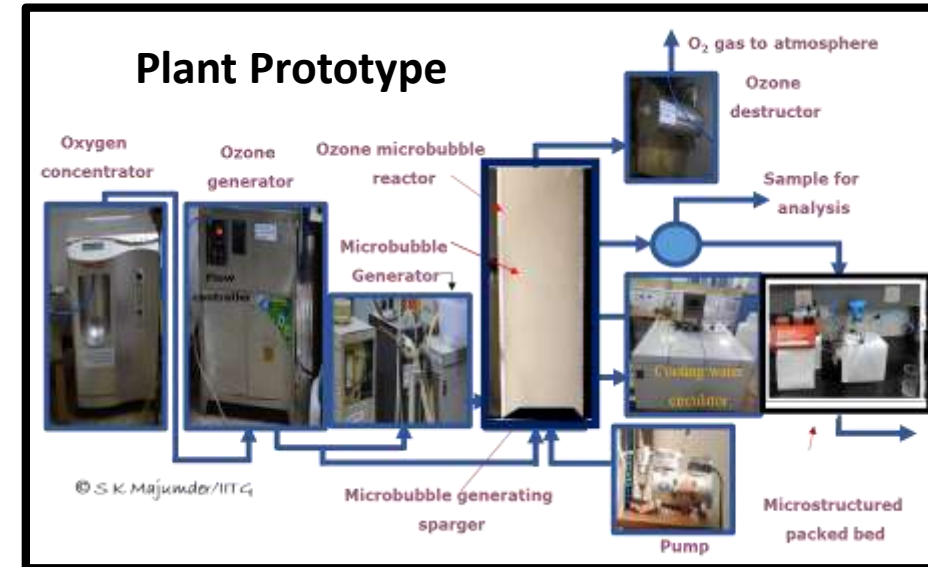 Plant Prototype
O₂ gas to atmosphere
Ozone
destructor
Oxygen
concentrator
Ozone
generator
Ozone microbubble
reactor
Microbubble
Generator
Sample for
analysis
Flow
controller
Cooling water
circulator
© S K Majumder/IITG
Microbubble generating
sparger
Pump
Microstructured
packed bed